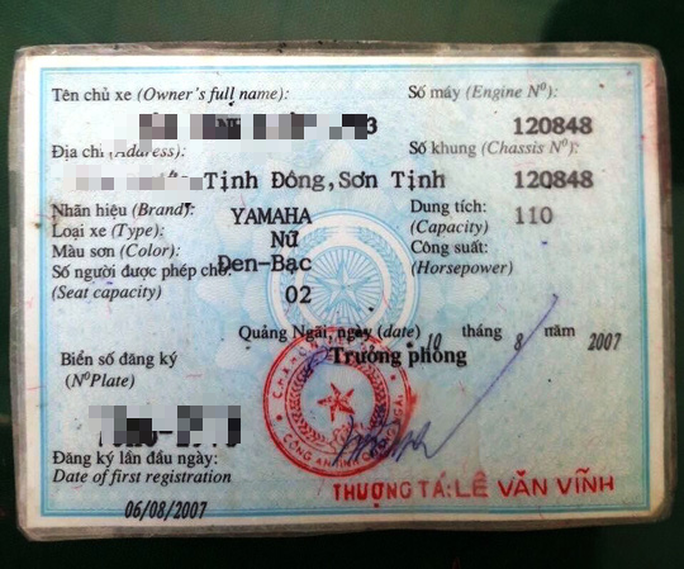 Tên chủ xe (Owner's full name):
Số máy (Engine Nº):
120848
Địa chỉ (Address):
Số khung (Chassis Nº):
Tịnh Đông,Sơn Tịnh
120848
Nhãn hiệu (Brand):
YAMAHA
Dung tích:
(Capacity)
110
Loại xe (Type):
Nữ
Màu sơn (Color):
Đen-Bạc
Công suất:
(Horsepower)
Số người được phép chở:
(Seat capacity)
02
Quảng Ngãi, ngày (date) 10 tháng 8 năm 2007
Trưởng phòng
Biển số đăng ký
(NºPlate)
Đăng ký lần đầu ngày:
Date of first registration
06/08/2007
THƯỢNG TÁ: LÊ VĂN VĨNH